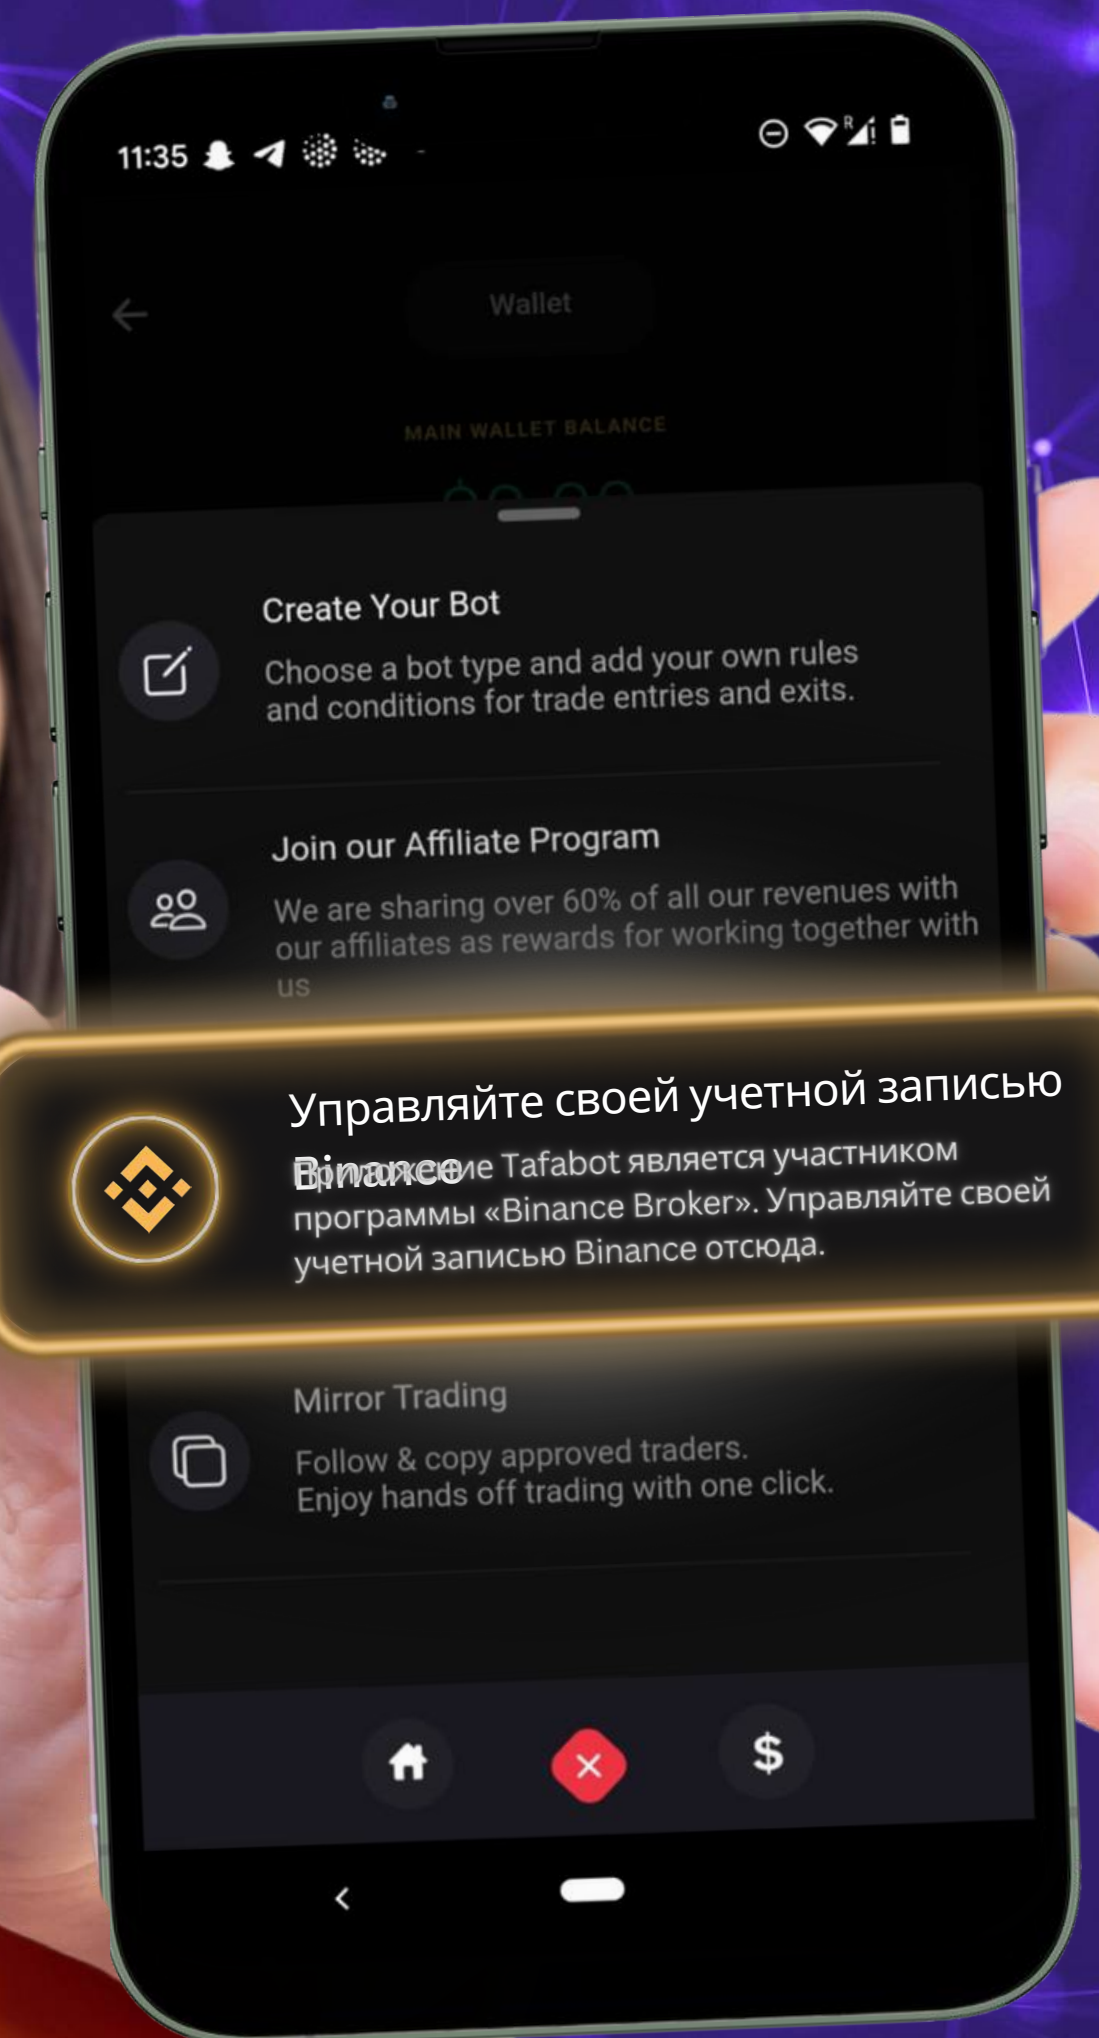 11:35
R
Wallet
MAIN WALLET BALANCE
Create Your Bot
Choose a bot type and add your own rules
and conditions for trade entries and exits.
Join our Affiliate Program
We are sharing over 60% of all our revenues with
our affiliates as rewards for working together with
us
Управляйте своей учетной записью
Binance
Приложение Tafabot является участником
программы «Binance Broker». Управляйте своей
учетной записью Binance отсюда.
Mirror Trading
Follow & copy approved traders.
Enjoy hands off trading with one click.
$